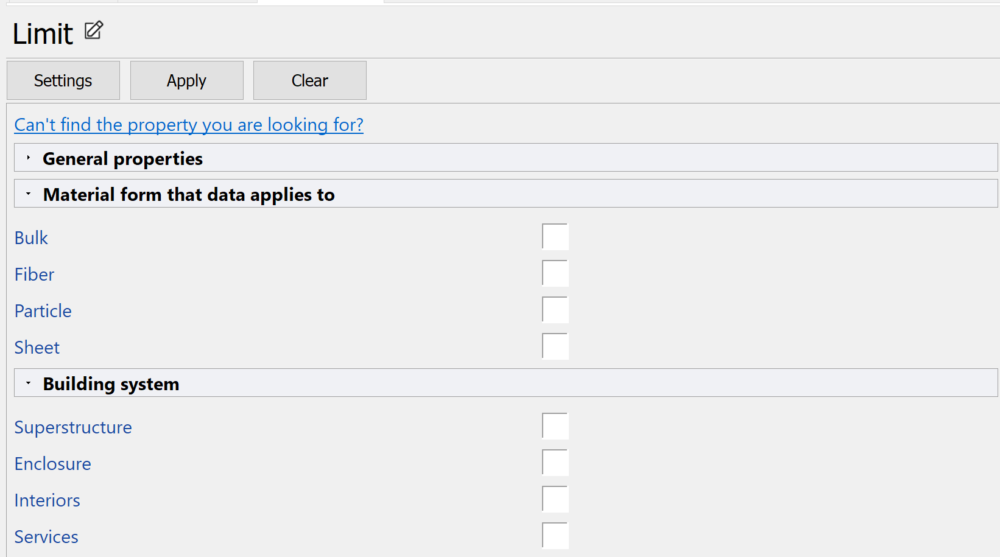 Limit
Settings Apply Clear
Can't find the property you are looking for?
General properties
Material form that data applies to
Bulk
Fiber
Particle
Sheet
Building system
Superstructure
Enclosure
Interiors
Services